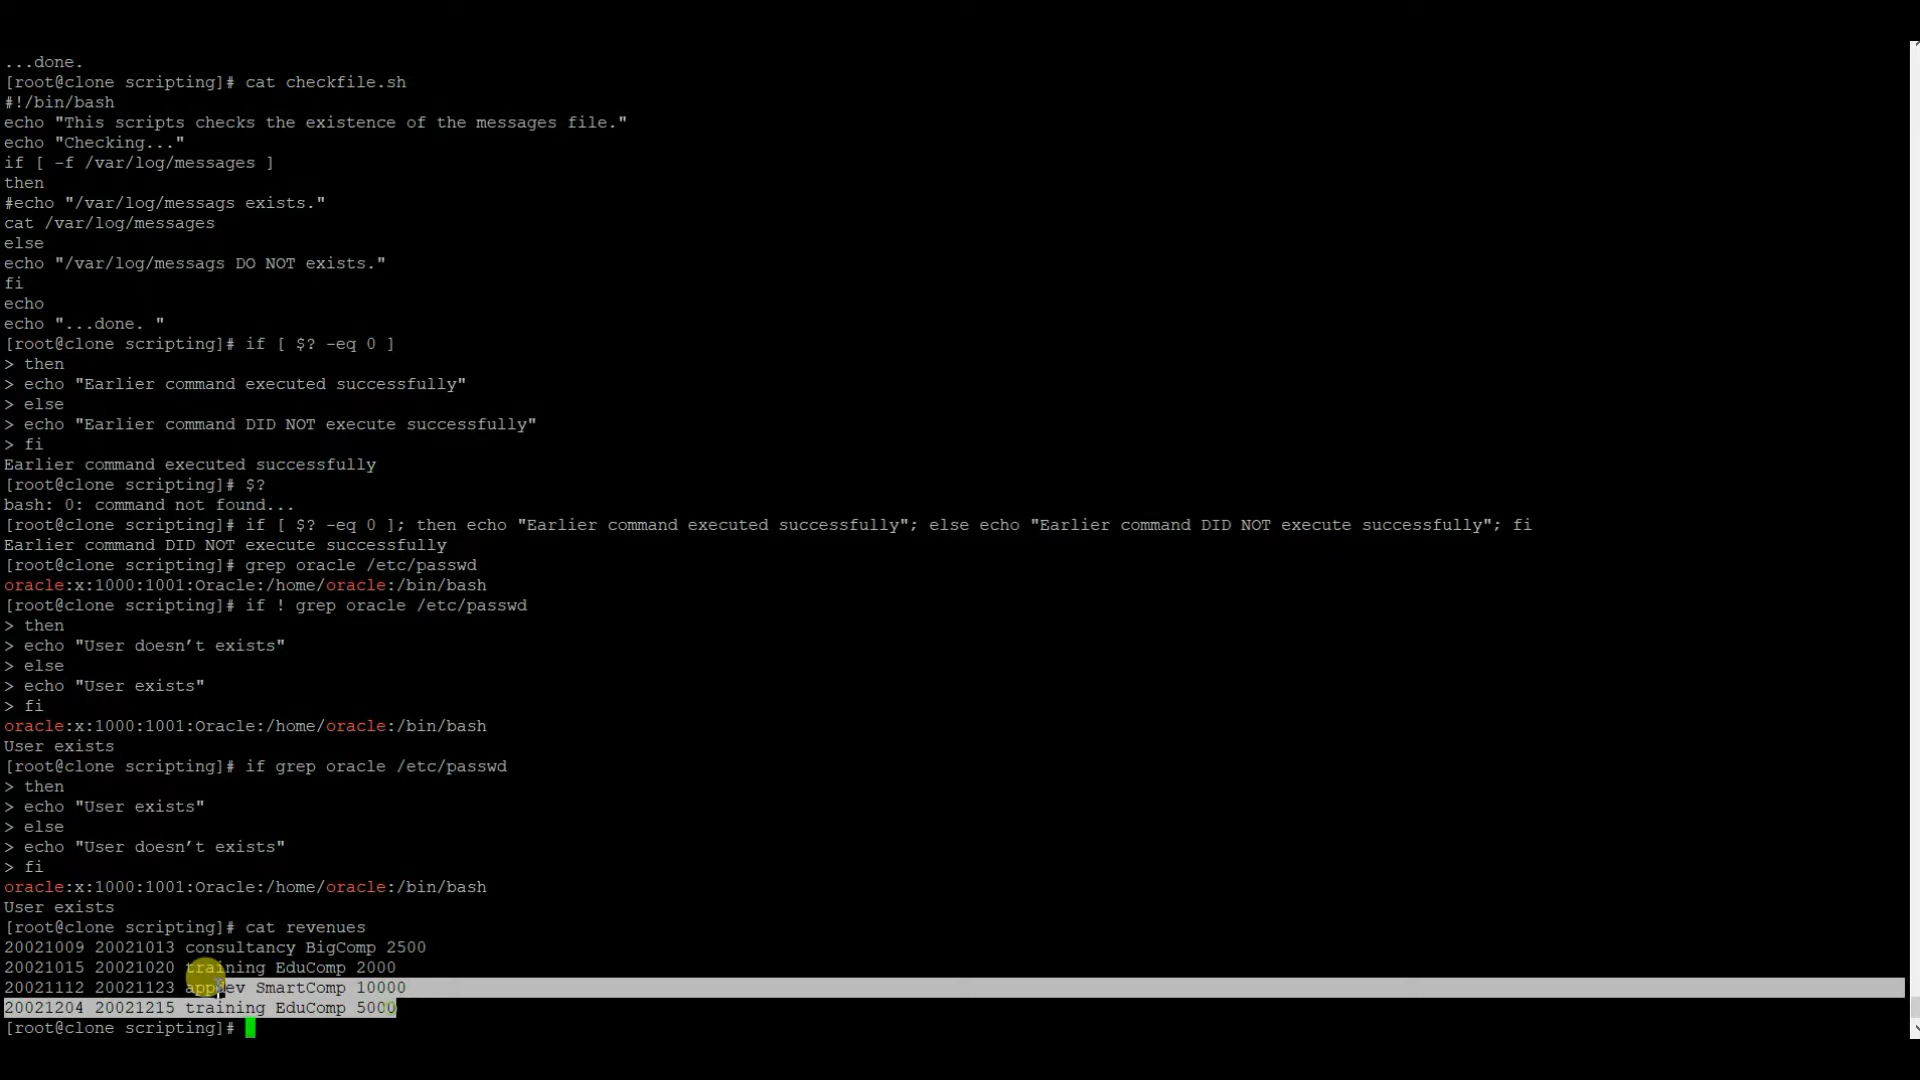 ...done.
[root@clone scripting]# cat checkfile.sh
#!/bin/bash
echo "This scripts checks the existence of the messages file."
echo "Checking..."
if [ -f /var/log/messages ]
then
#echo "/var/log/messags exists."
cat /var/log/messages
else
echo "/var/log/messags DO NOT exists."
fi
echo
echo "...done. "
[root@clone scripting]# if [ $? -eq 0 ]
> then
> echo "Earlier command executed successfully"
> else
> echo "Earlier command DID NOT execute successfully"
> fi
Earlier command executed successfully
[root@clone scripting]# $?
bash: 0: command not found...
[root@clone scripting]# if [ $? -eq 0 ]; then echo "Earlier command executed successfully"; else echo "Earlier command DID NOT execute successfully"; fi
Earlier command DID NOT execute successfully
[root@clone scripting]# grep oracle /etc/passwd
oracle:x:1000:1001:Oracle:/home/oracle:/bin/bash
[root@clone scripting]# if ! grep oracle /etc/passwd
> then
> echo "User doesn’t exists"
> else
> echo "User exists"
> fi
oracle:x:1000:1001:Oracle:/home/oracle:/bin/bash
User exists
[root@clone scripting]# if grep oracle /etc/passwd
> then
> echo "User exists"
> else
> echo "User doesn’t exists"
> fi
oracle:x:1000:1001:Oracle:/home/oracle:/bin/bash
User exists
[root@clone scripting]# cat revenues
20021009 20021013 consultancy BigComp 2500
20021015 20021020 training EduComp 2000
20021112 20021123 appdev SmartComp 10000
20021204 20021215 training EduComp 5000
[root@clone scripting]#